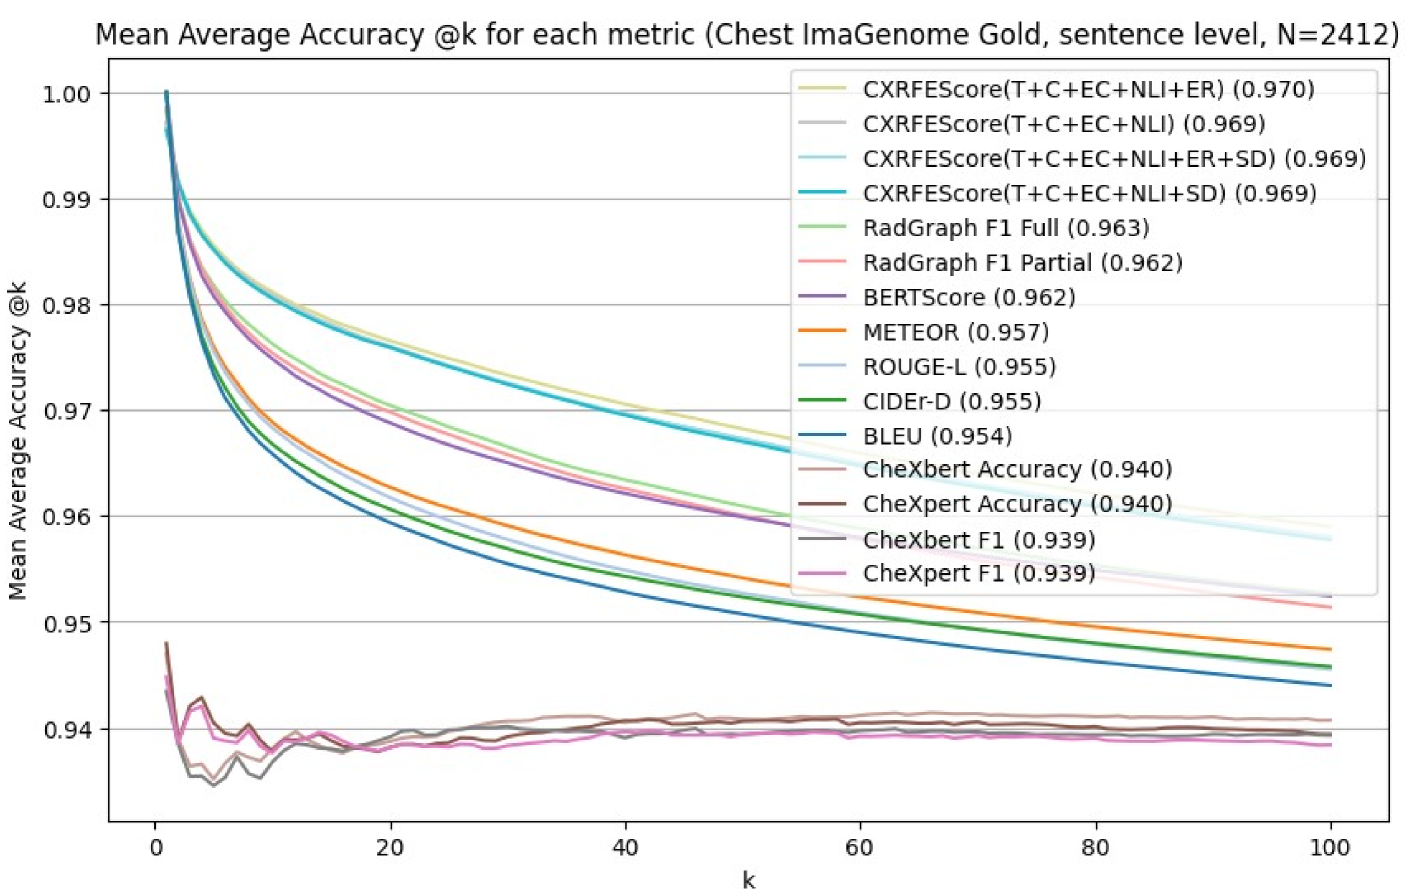 Mean Average Accuracy @k for each metric (Chest ImaGenome Gold, sentence level, N=2412)
Mean Average Accuracy @k
1.00
0.99
0.98
0.97
0.96
0.95
0.94
CXRFEScore(T+C+EC+NLI+ER) (0.970)
CXRFEScore(T+C+EC+NLI) (0.969)
CXRFEScore(T+C+EC+NLI+ER+SD) (0.969)
CXRFEScore(T+C+EC+NLI+SD) (0.969)
RadGraph F1 Full (0.963)
RadGraph F1 Partial (0.962)
BERTScore (0.962)
METEOR (0.957)
ROUGE-L (0.955)
CIDEr-D (0.955)
BLEU (0.954)
CheXbert Accuracy (0.940)
CheXpert Accuracy (0.940)
CheXbert F1 (0.939)
CheXpert F1 (0.939)
0 20 40 60 80 100
k